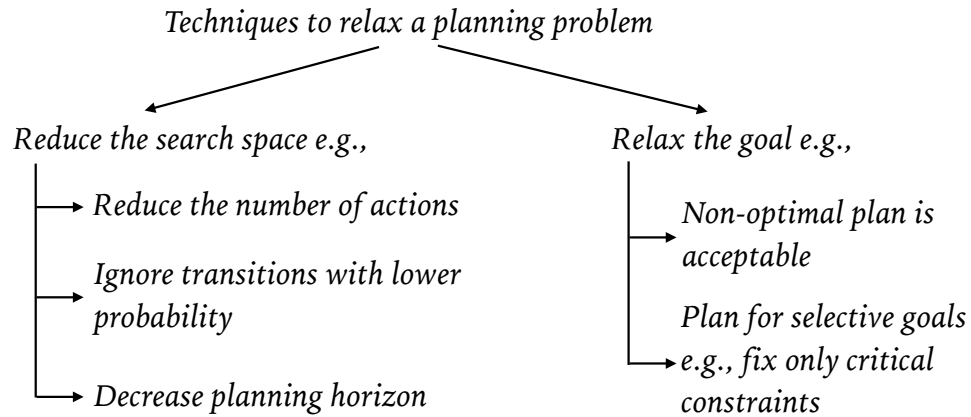 Techniques to relax a planning problem
Reduce the search space e.g.,
Reduce the number of actions
Ignore transitions with lower
probability
Decrease planning horizon
Relax the goal e.g.,
Non-optimal plan is
acceptable
Plan for selective goals
e.g., fix only critical
constraints